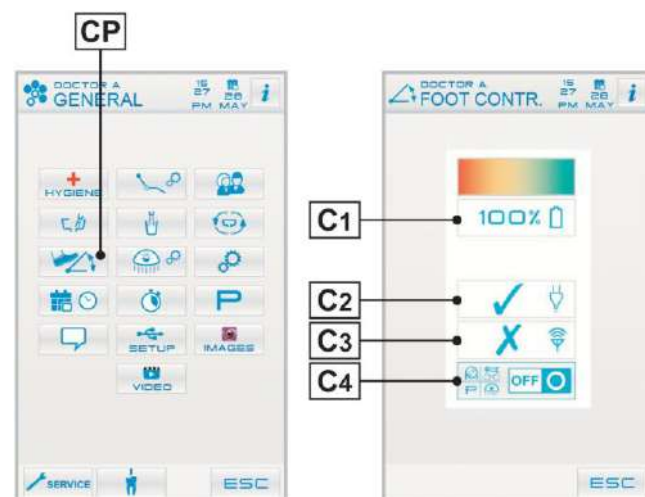 CP
DOCTOR A
GENERAL
15
27
PM
28
MAY
i
HYGIENE
P
SETUP
IMAGES
VIDEO
SERVICE
ESC
DOCTOR A
FOOT CONTR.
15
27
PM
28
MAY
i
C1
100%
C2
C3
C4
P
OFF
ESC